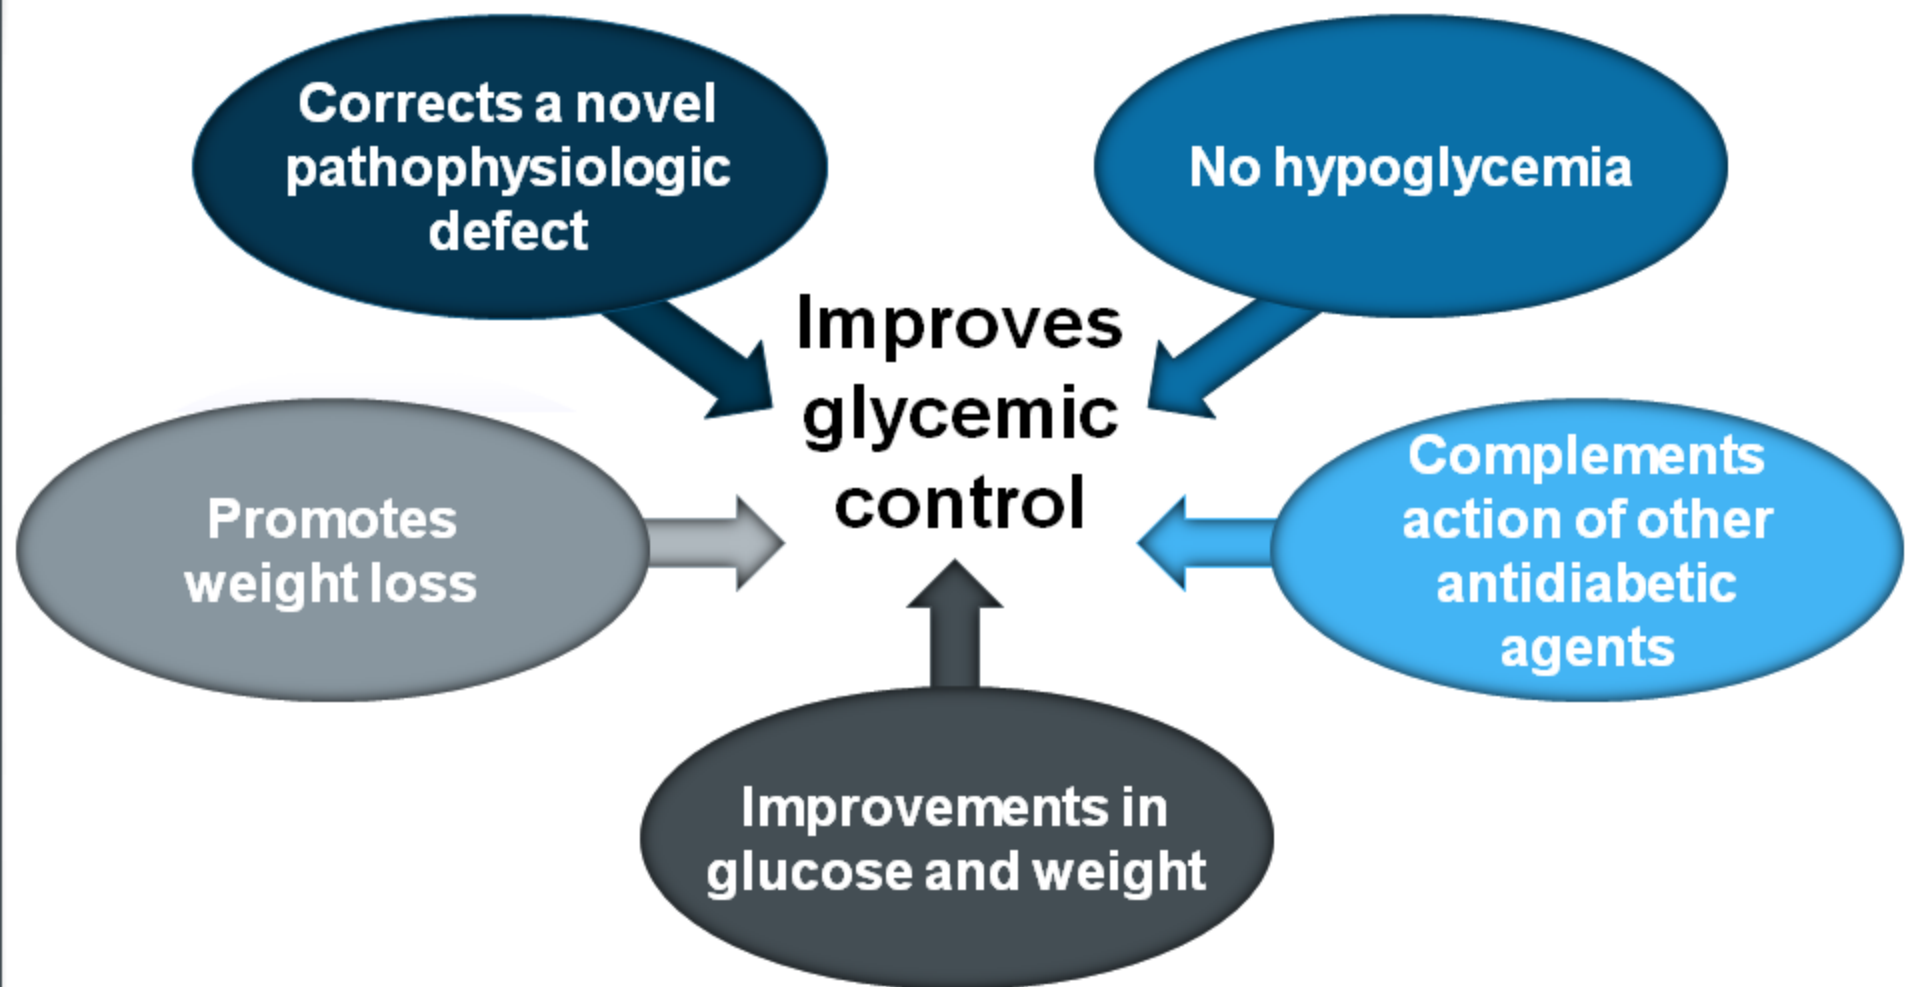 Corrects a novel
pathophysiologic
defect
No hypoglycemia
Improves
glycemic
control
Promotes
weight loss
Complements
action of other
antidiabetic
agents
Improvements in
glucose and weight